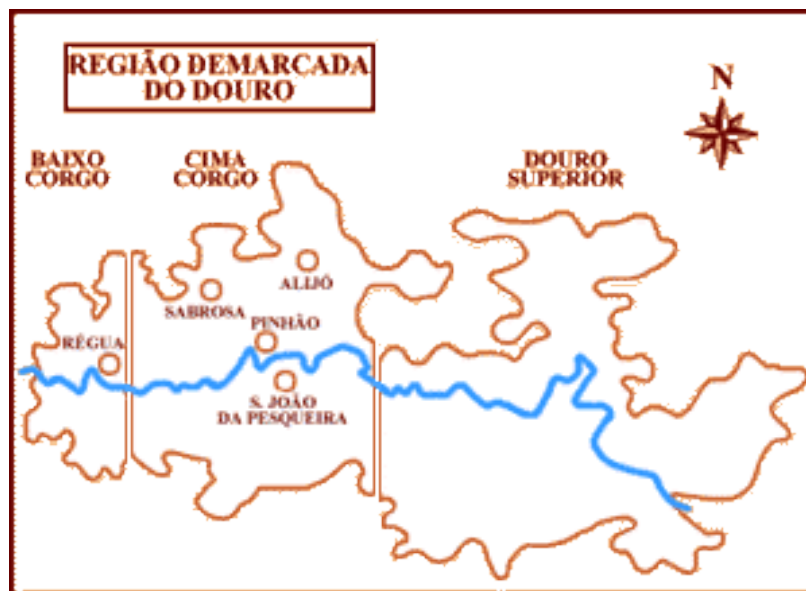 REGIÃO DEMARCADA
DO DOURO
N
BAIXO
CORGO
CIMA
CORGO
DOURO
SUPERIOR
ALIJÓ
SABROSA
PINHÃO
RÉGUA
S. JOÃO
DA PESQUEIRA